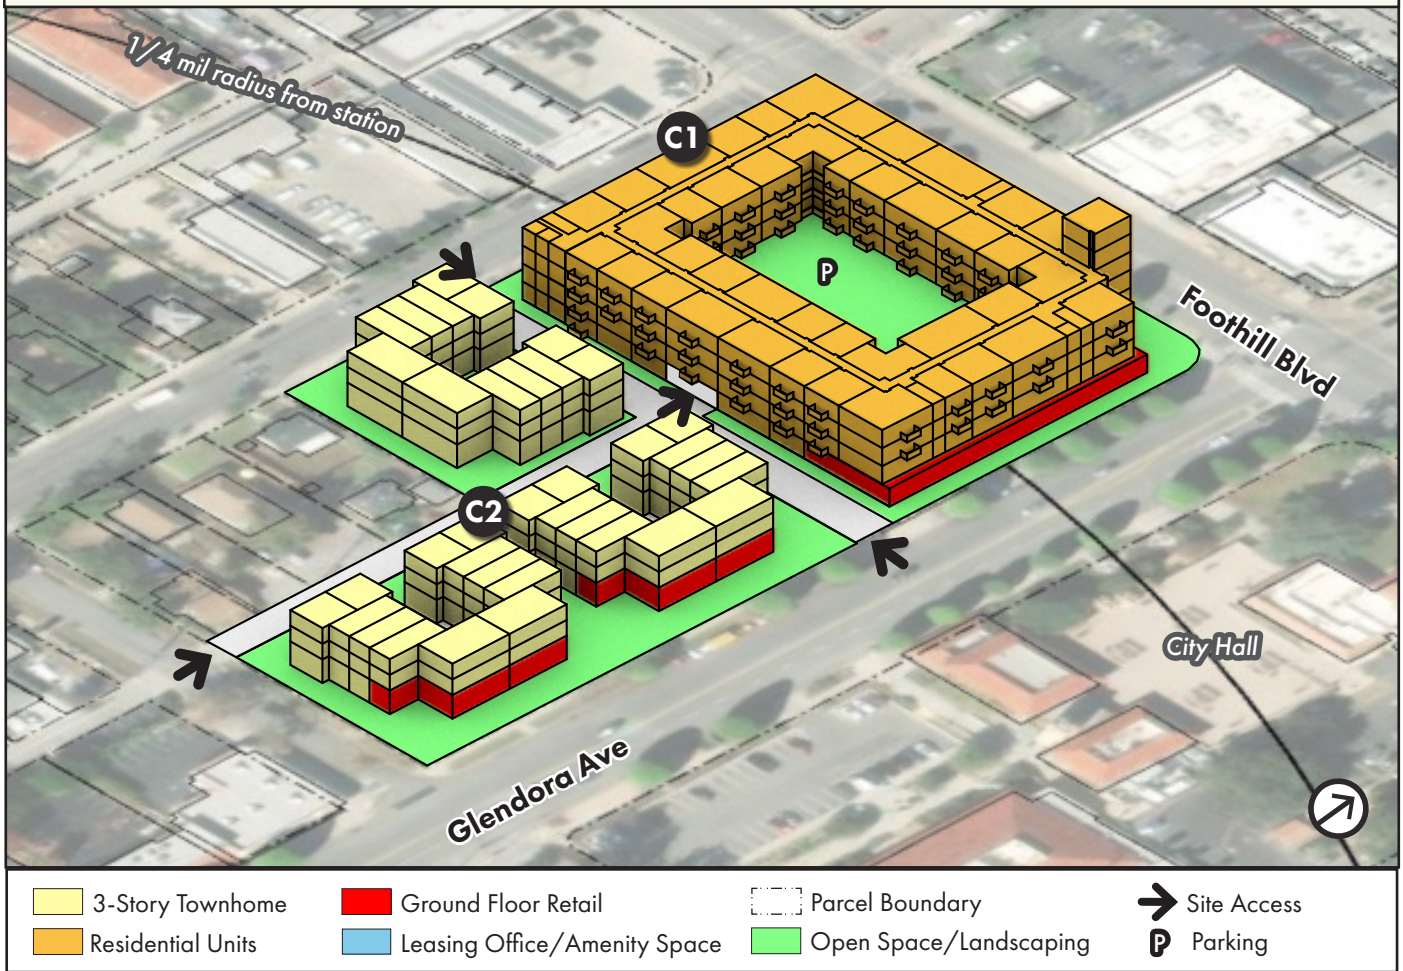 1/4 mil radius from station
C1
P
Foothill Blvd
C2
City Hall
Glendora Ave
3-Story Townhome
Ground Floor Retail
Parcel Boundary
Site Access
Residential Units
Leasing Office/Amenity Space
Open Space/Landscaping
P Parking